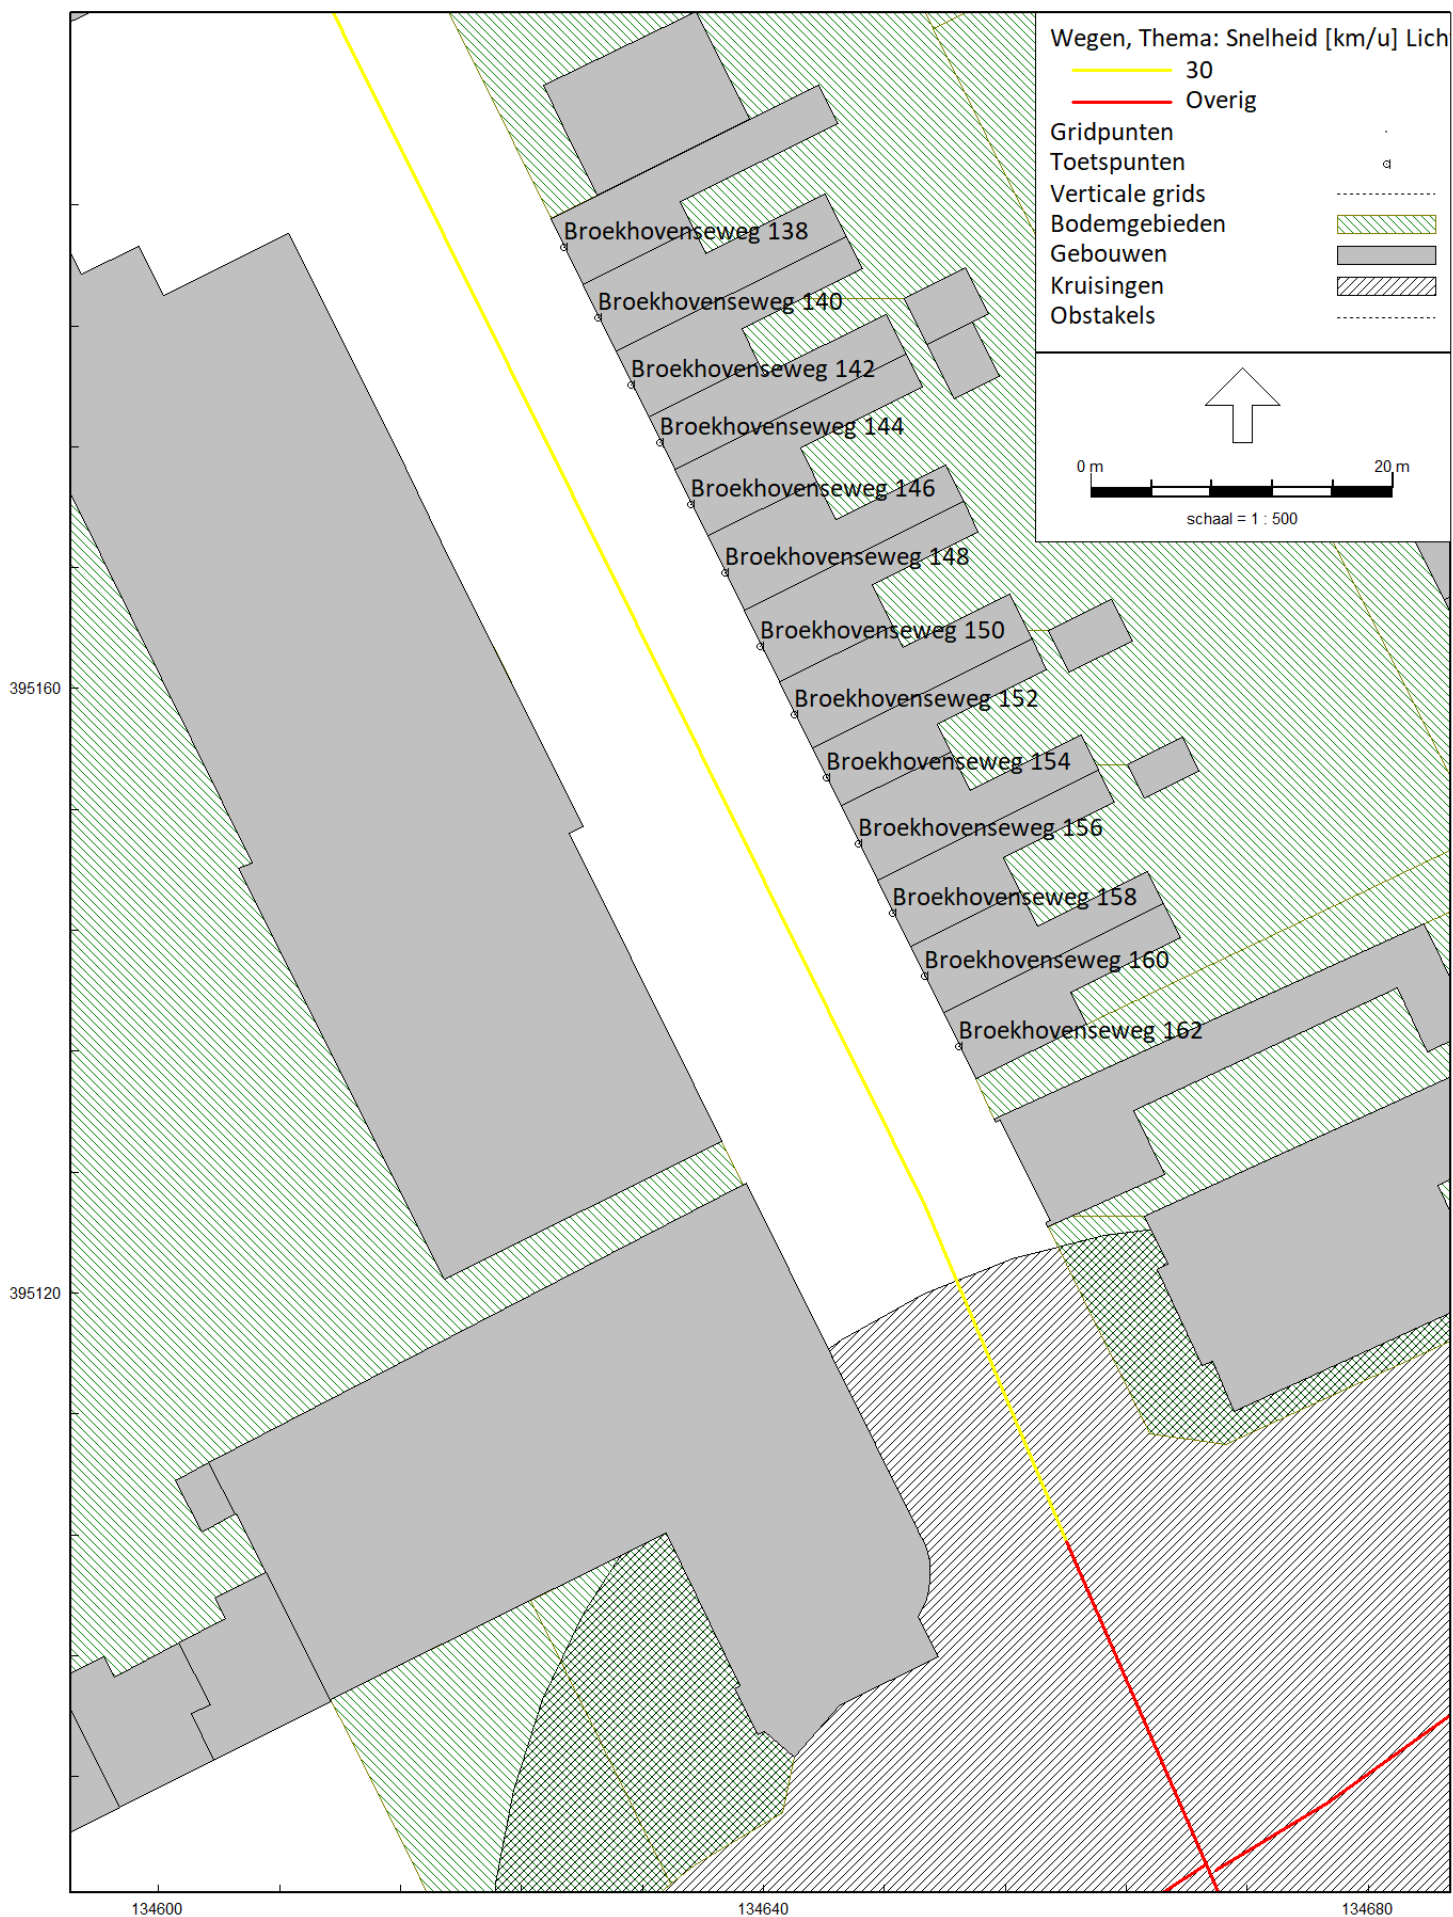 Wegen, Thema: Snelheid [km/u] Lich
30
Overig
Gridpunten
Toetspunten
Verticale grids
Bodemgebieden
Gebouwen
Kruisingen
Obstakels
0 m 20 m
schaal = 1 : 500
Broekhovenseweg 138
Broekhovenseweg 140
Broekhovenseweg 142
Broekhovenseweg 144
Broekhovenseweg 146
Broekhovenseweg 148
Broekhovenseweg 150
Broekhovenseweg 152
Broekhovenseweg 154
Broekhovenseweg 156
Broekhovenseweg 158
Broekhovenseweg 160
Broekhovenseweg 162
395160
395120
134600 134640 134680